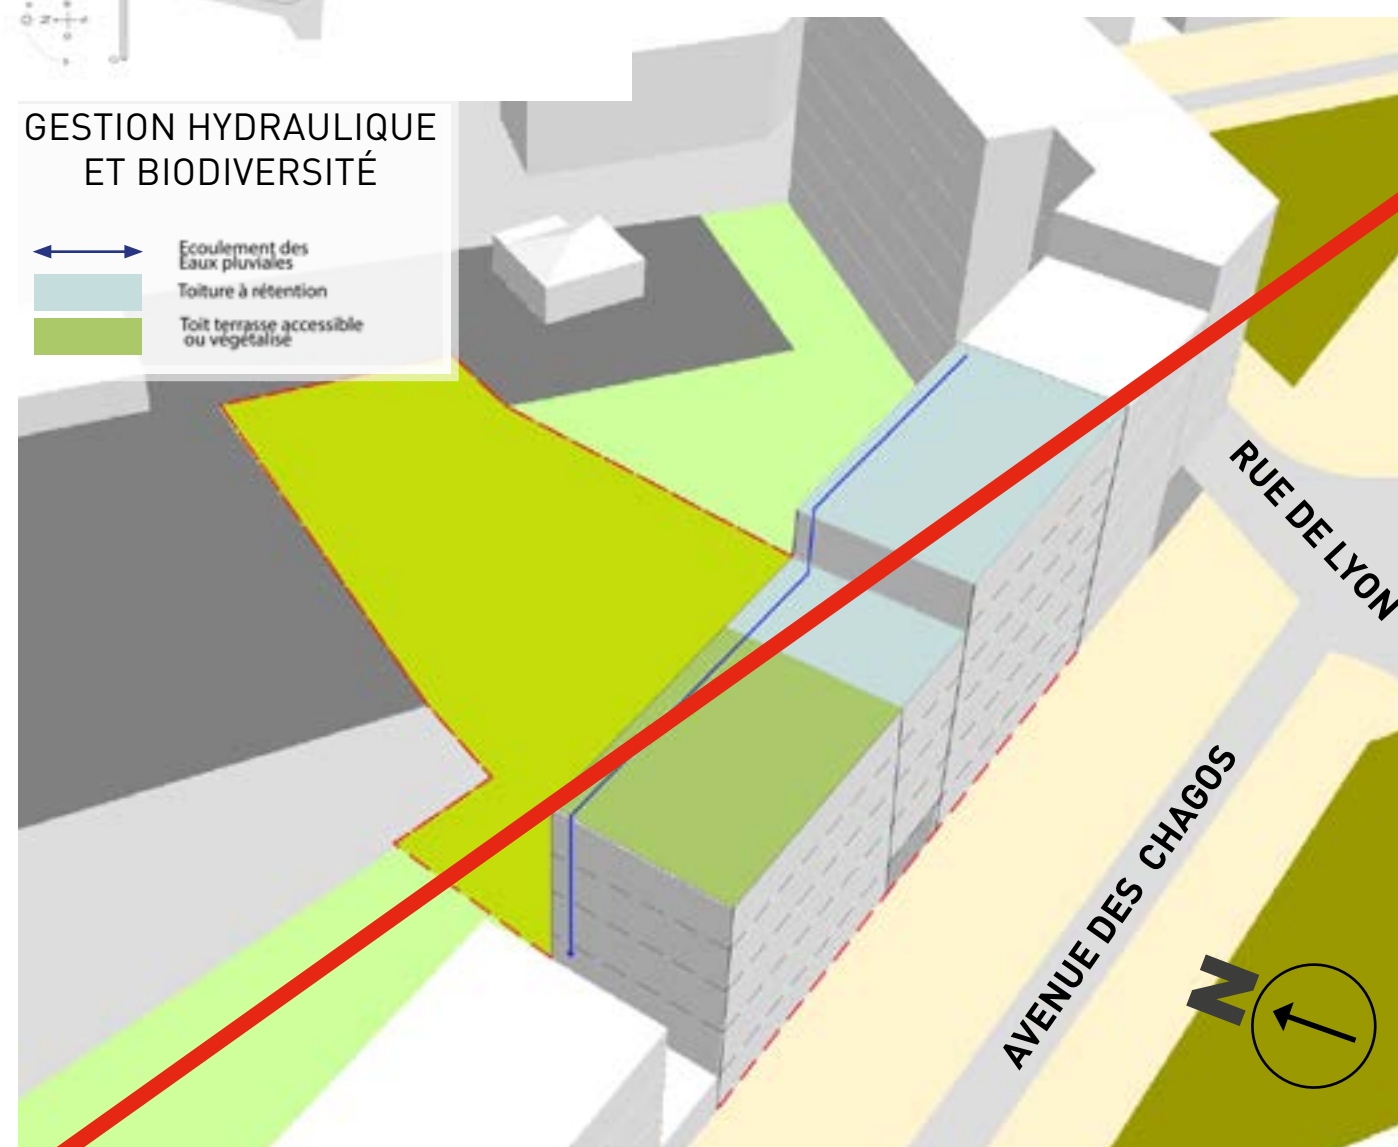 GESTION HYDRAULIQUE
ET BIODIVERSITÉ
Ecoulement des
Eaux pluviales
Toiture à rétention
Toit terrasse accessible
ou végétalisé
RUE DE LYON
AVENUE DES CHAGOS
N